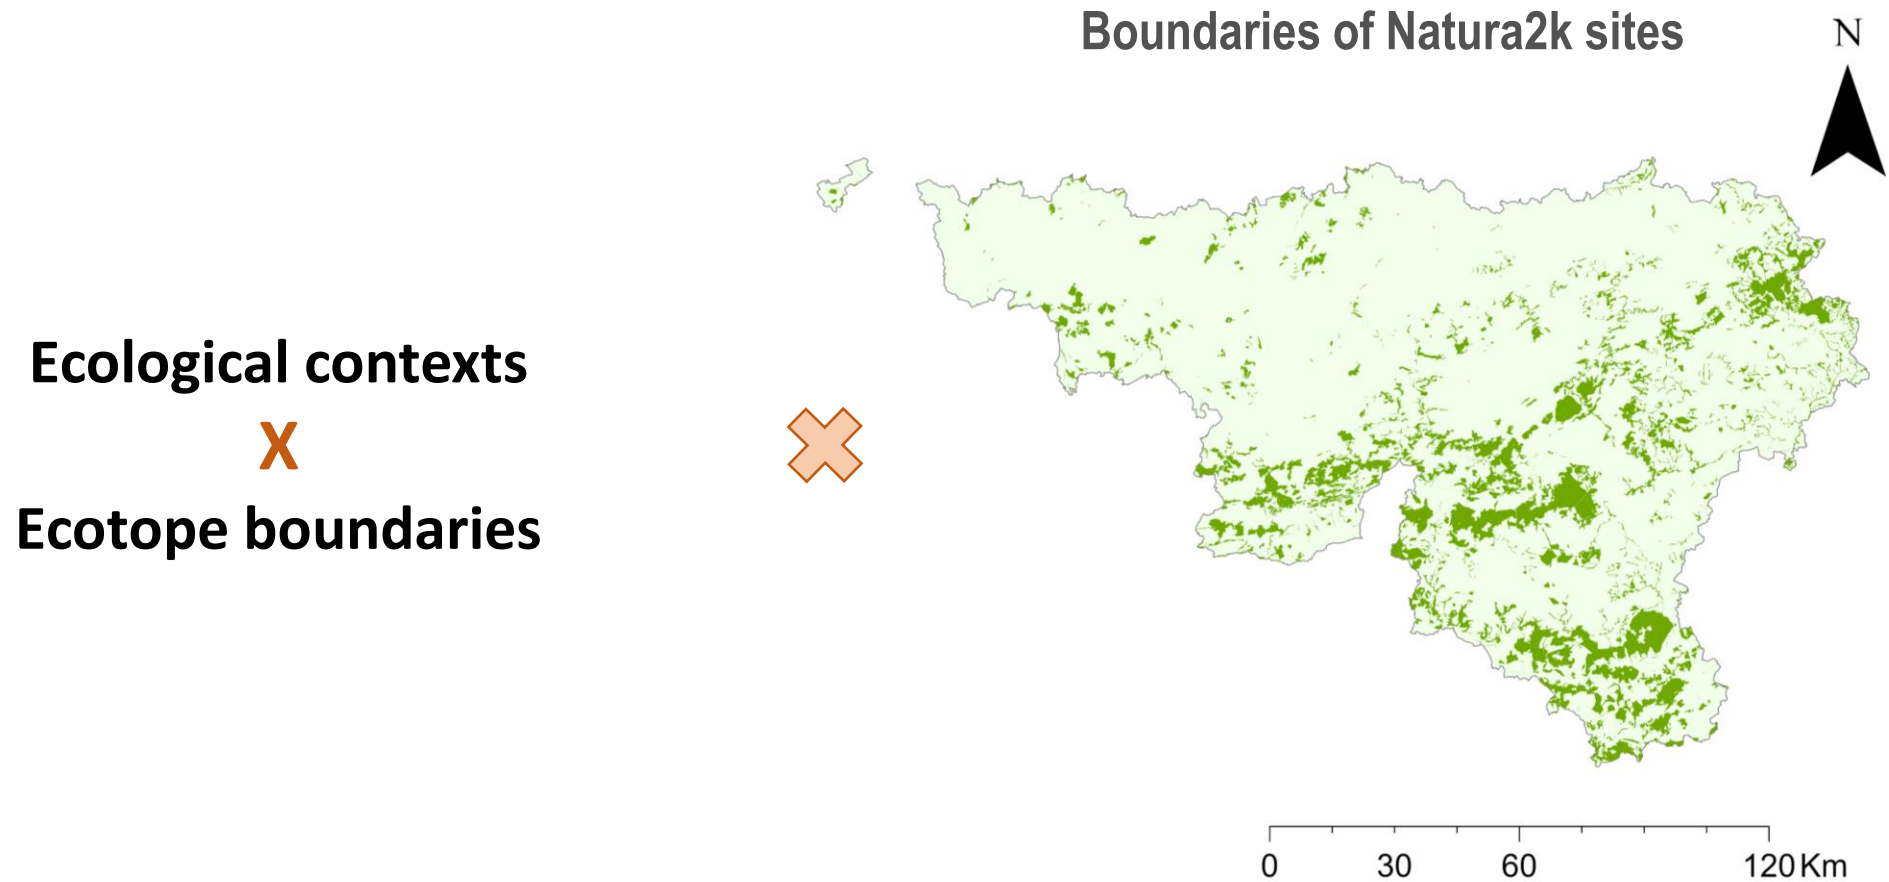 Boundaries of Natura2k sites
N
Ecological contexts
X
Ecotope boundaries
0 30 60 120 Km